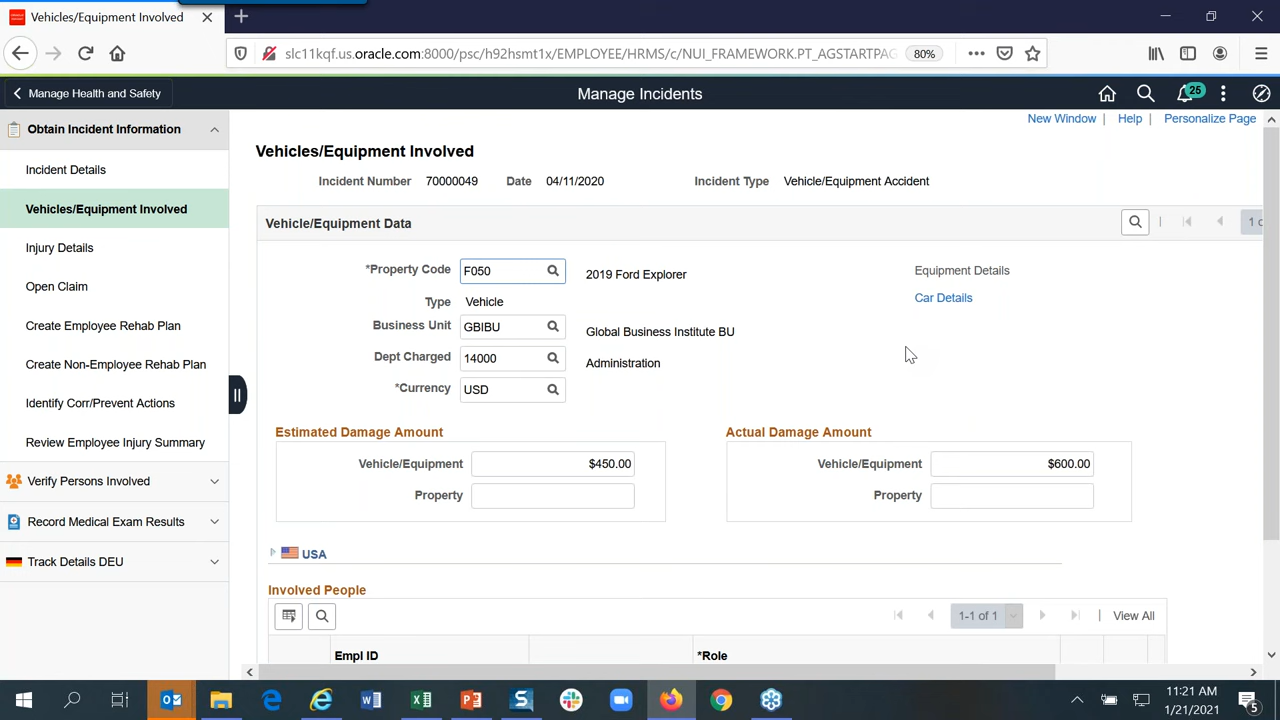 Vehicles/Equipment Involved
slc11kqf.us.oracle.com:8000/psc/h92hsmt1x/EMPLOYEE/HRMS/c/NUI_FRAMEWORK.PT_AGSTARTPAG
80%
Manage Health and Safety
Manage Incidents
25
New Window | Help | Personalize Page
Obtain Incident Information
Incident Details
Vehicles/Equipment Involved
Injury Details
Open Claim
Create Employee Rehab Plan
Create Non-Employee Rehab Plan
Identify Corr/Prevent Actions
Review Employee Injury Summary
Verify Persons Involved
Record Medical Exam Results
Track Details DEU
Vehicles/Equipment Involved
Incident Number 70000049 Date 04/11/2020 Incident Type Vehicle/Equipment Accident
Vehicle/Equipment Data
*Property Code F050 2019 Ford Explorer Equipment Details
Type Vehicle Car Details
Business Unit GBIBU Global Business Institute BU
Dept Charged 14000 Administration
*Currency USD
Estimated Damage Amount Actual Damage Amount
Vehicle/Equipment $450.00 Vehicle/Equipment $600.00
Property Property
USA
Involved People
1-1 of 1 | View All
Empl ID *Role
11:21 AM
1/21/2021
5